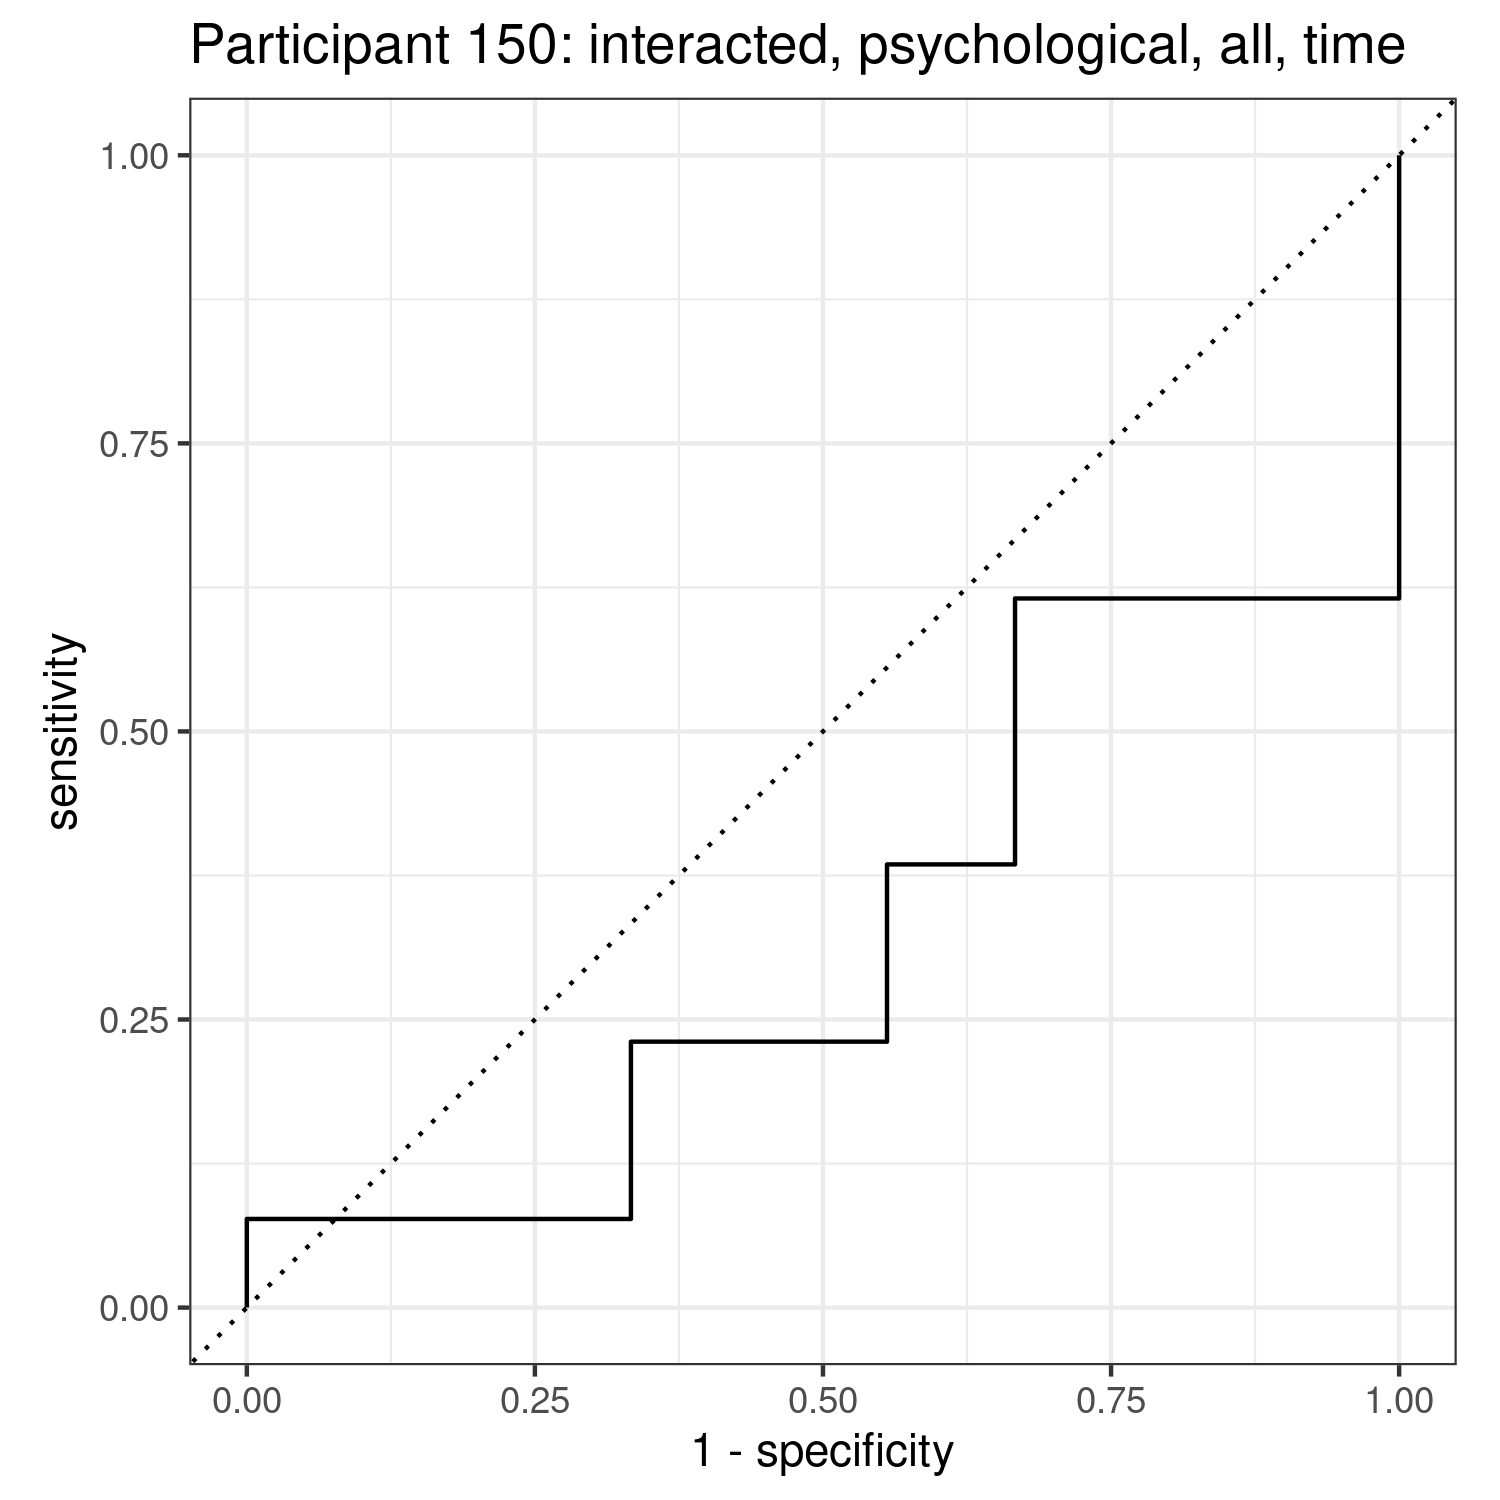 Participant 150: interacted, psychological, all, time
1.00
0.75
0.50
0.25
0.00
sensitivity
0.00 0.25 0.50 0.75 1.00
1 - specificity